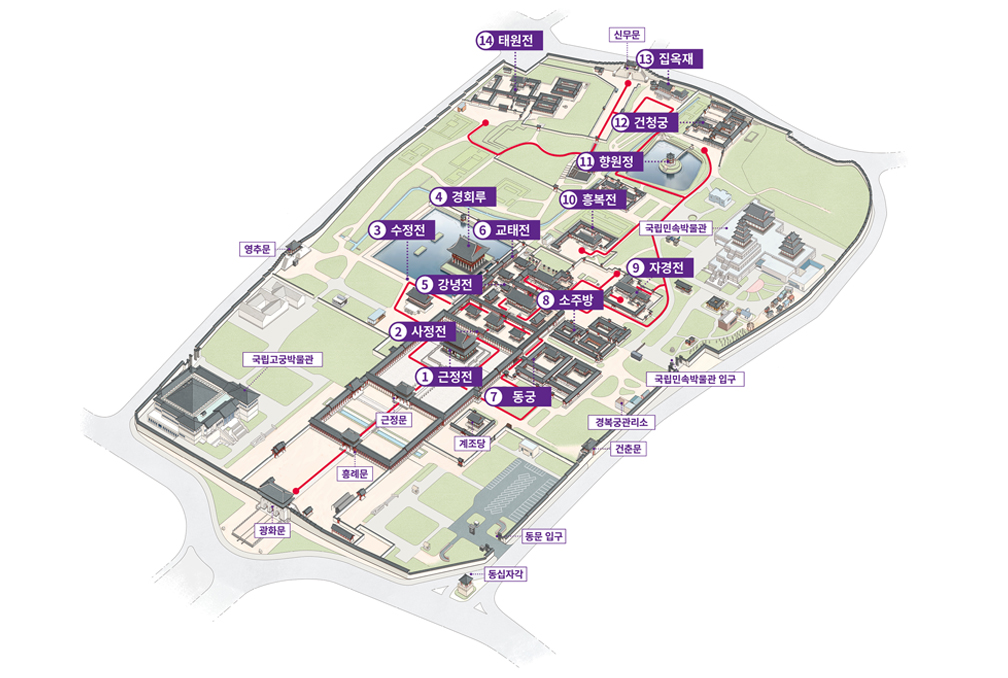 14 태원전
신무문
13 집옥재
12 건청궁
11 향원정
4 경회루
10 흥복전
3 수정전
6 교태전
국립민속박물관
영추문
9 자경전
5 강녕전
8 소주방
2 사정전
국립고궁박물관
1 근정전
국립민속박물관 입구
7 동궁
근정문
경복궁관리소
계조당
건춘문
흥례문
광화문
동문 입구
동십자각